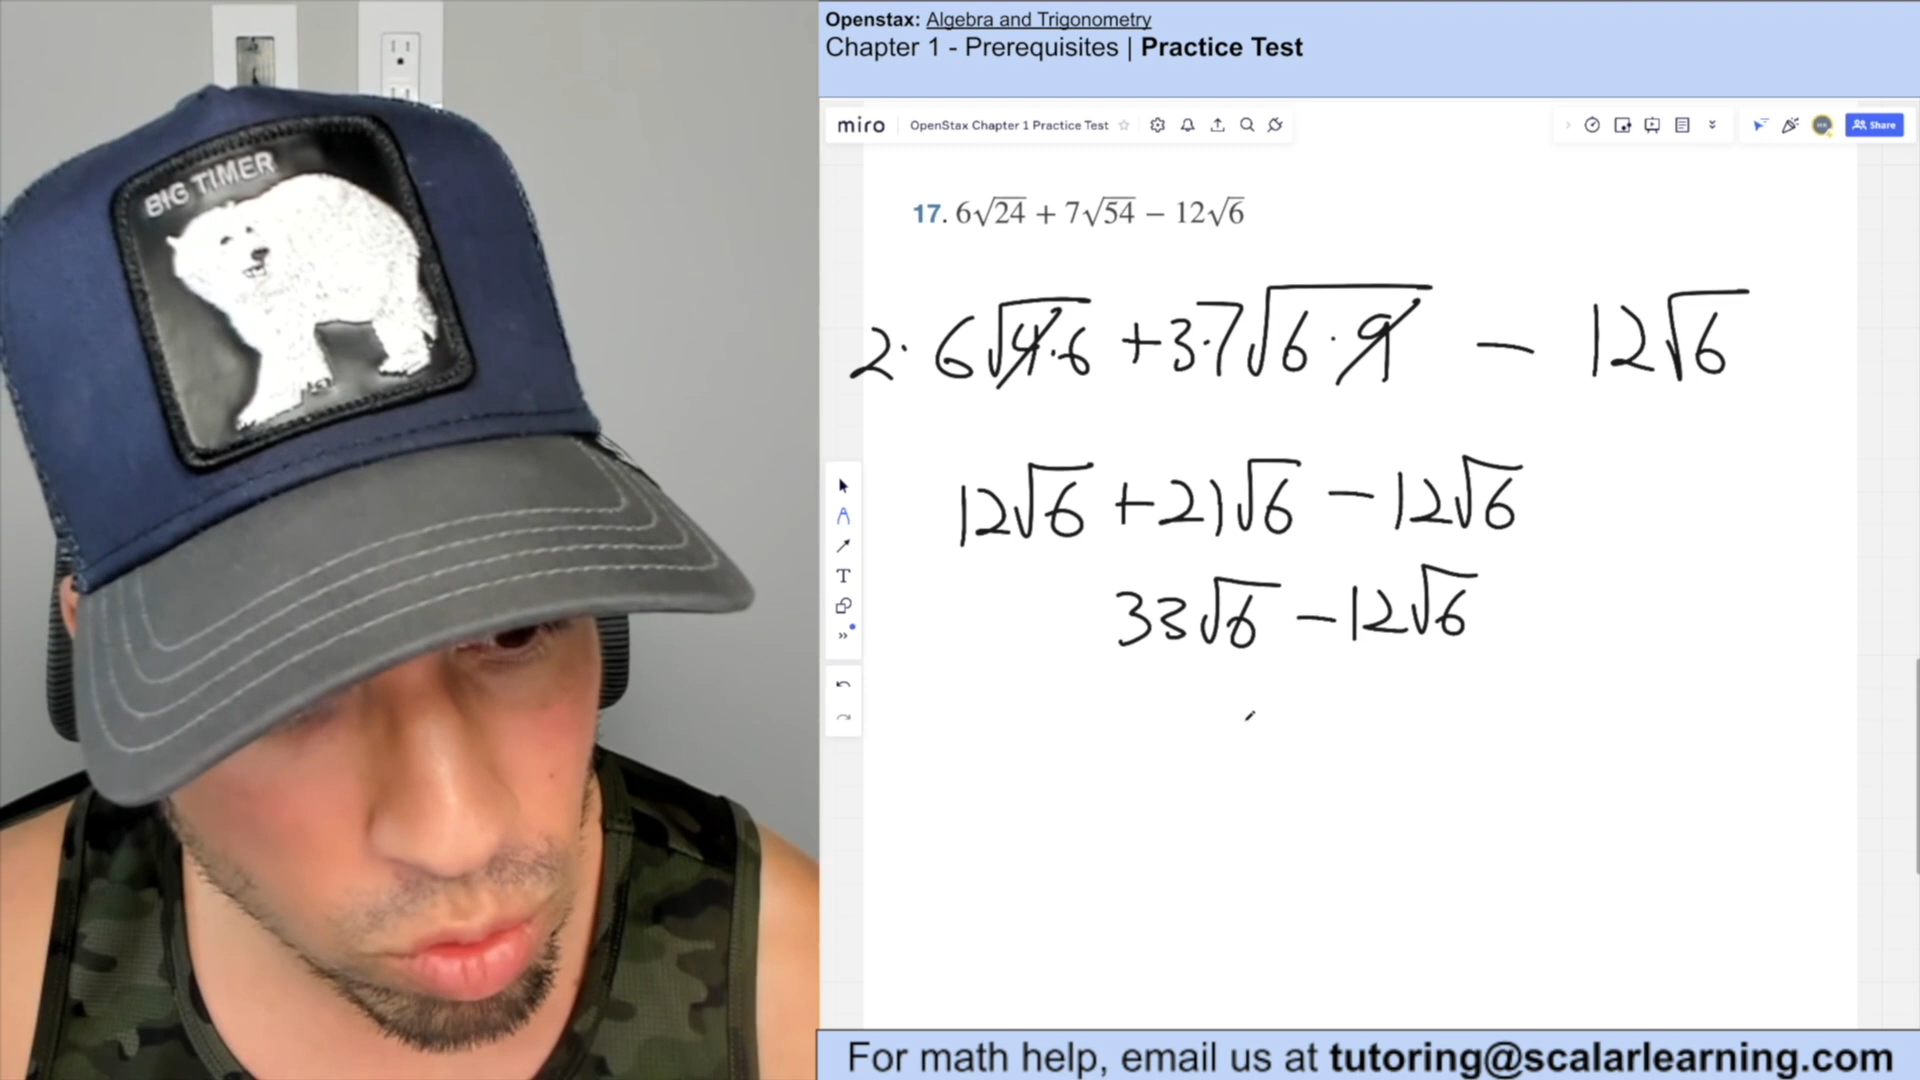 BIG TIMER
Openstax: Algebra and Trigonometry
Chapter 1 - Prerequisites | Practice Test
miro OpenStax Chapter 1 Practice Test Share
17. 6√24 + 7√54 − 12√6
2· 6√4·6 +3·7√6·9 − 12√6
12√6 +21√6 −12√6
33√6 −12√6
For math help, email us at tutoring@scalarlearning.com